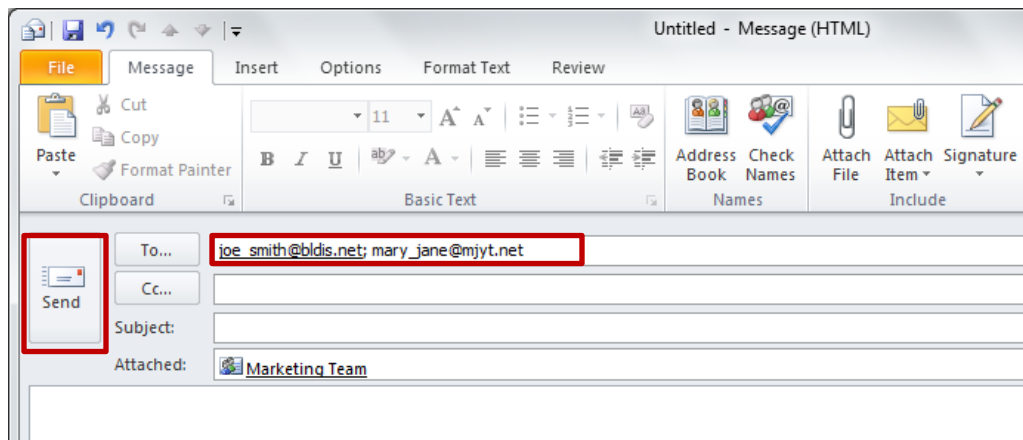 Untitled - Message (HTML)
File Message Insert Options Format Text Review
Cut
Copy
Format Painter
Paste
Clipboard
11
B I U
A A
ab A
Basic Text
Address Book
Check Names
Names
Attach File
Attach Item
Signature
Include
Send
To... joe_smith@bldis.net; mary_jane@mjyt.net
Cc...
Subject:
Attached: Marketing Team